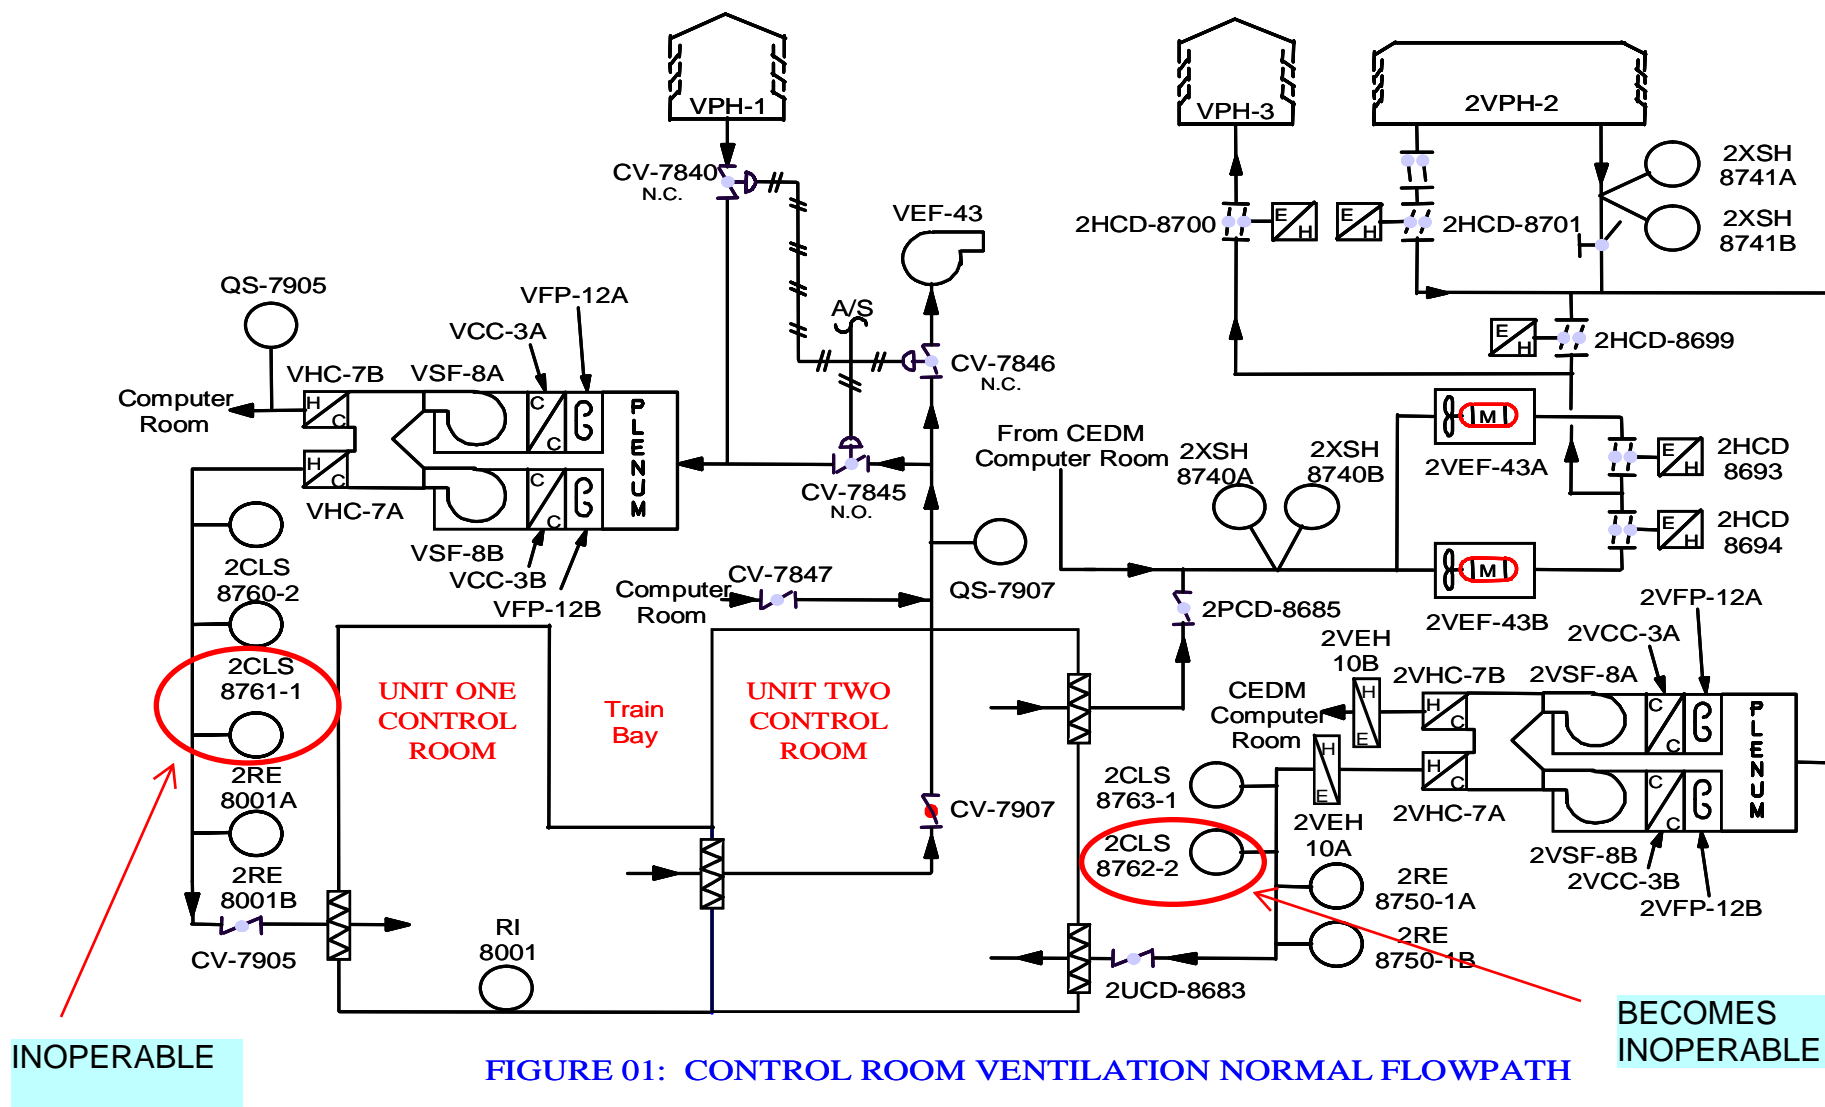 VPH-1
VPH-3
2VPH-2
CV-7840
N.C.
VEF-43
2HCD-8700
E
H
E
H
2HCD-8701
2XSH
8741A
2XSH
8741B
QS-7905
VFP-12A
VCC-3A
A/S
CV-7846
N.C.
E
H
2HCD-8699
VHC-7B
VSF-8A
Computer
Room
H
C
C
C
PLENUM
H
C
C
C
VHC-7A
VSF-8B
VCC-3B
VFP-12B
CV-7845
N.O.
From CEDM
Computer Room
2XSH
8740A
2XSH
8740B
M
2VEF-43A
E
H
2HCD
8693
E
H
2HCD
8694
M
2VEF-43B
QS-7907
2CLS
8760-2
2CLS
8761-1
2RE
8001A
2RE
8001B
CV-7905
Computer
Room
CV-7847
2PCD-8685
UNIT ONE
CONTROL
ROOM
Train
Bay
UNIT TWO
CONTROL
ROOM
CV-7907
RI
8001
2VEH
10B
CEDM
Computer
Room
H
E
H
E
2VEH
10A
2VHC-7B
H
C
H
C
2VHC-7A
2VSF-8A
2VCC-3A
2VFP-12A
C
C
C
C
PLENUM
2VSF-8B
2VCC-3B
2VFP-12B
2CLS
8763-1
2CLS
8762-2
2RE
8750-1A
2RE
8750-1B
2UCD-8683
INOPERABLE
BECOMES
INOPERABLE
FIGURE 01: CONTROL ROOM VENTILATION NORMAL FLOWPATH